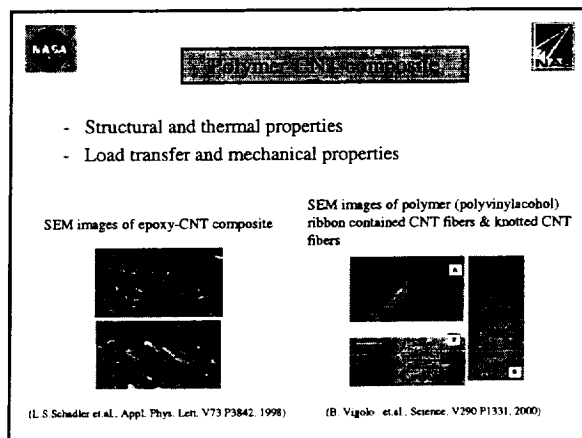 NASA
NAS
Polymer-CNT composite
- Structural and thermal properties
- Load transfer and mechanical properties
SEM images of epoxy-CNT composite
SEM images of polymer (polyvinylacohol)
ribbon contained CNT fibers & knotted CNT
fibers
A
(L.S.Schadler et.al., Appl. Phys. Lett. V73 P3842, 1998)
(B. Vigolo et.al., Science, V290 P1331, 2000)